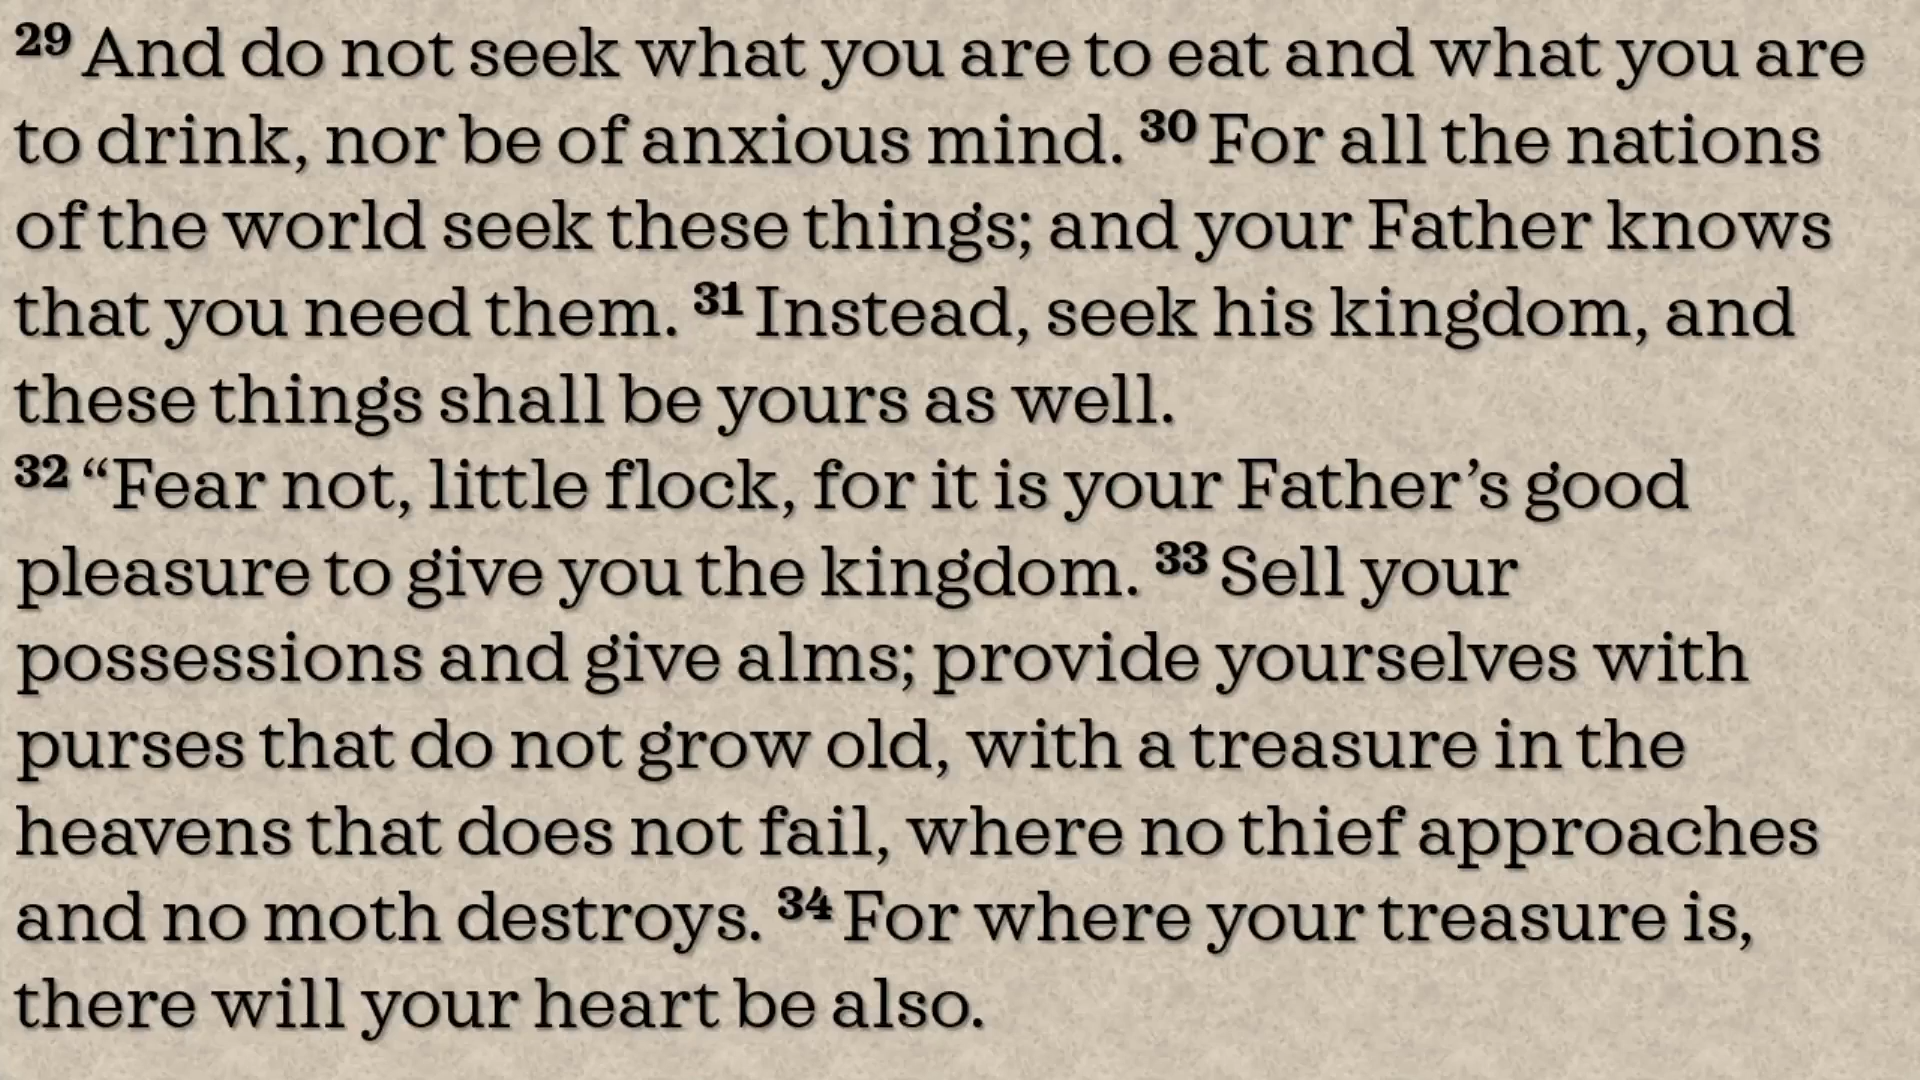 29 And do not seek what you are to eat and what you are
to drink, nor be of anxious mind. 30 For all the nations
of the world seek these things; and your Father knows
that you need them. 31 Instead, seek his kingdom, and
these things shall be yours as well.
32 “Fear not, little flock, for it is your Father’s good
pleasure to give you the kingdom. 33 Sell your
possessions and give alms; provide yourselves with
purses that do not grow old, with a treasure in the
heavens that does not fail, where no thief approaches
and no moth destroys. 34 For where your treasure is,
there will your heart be also.